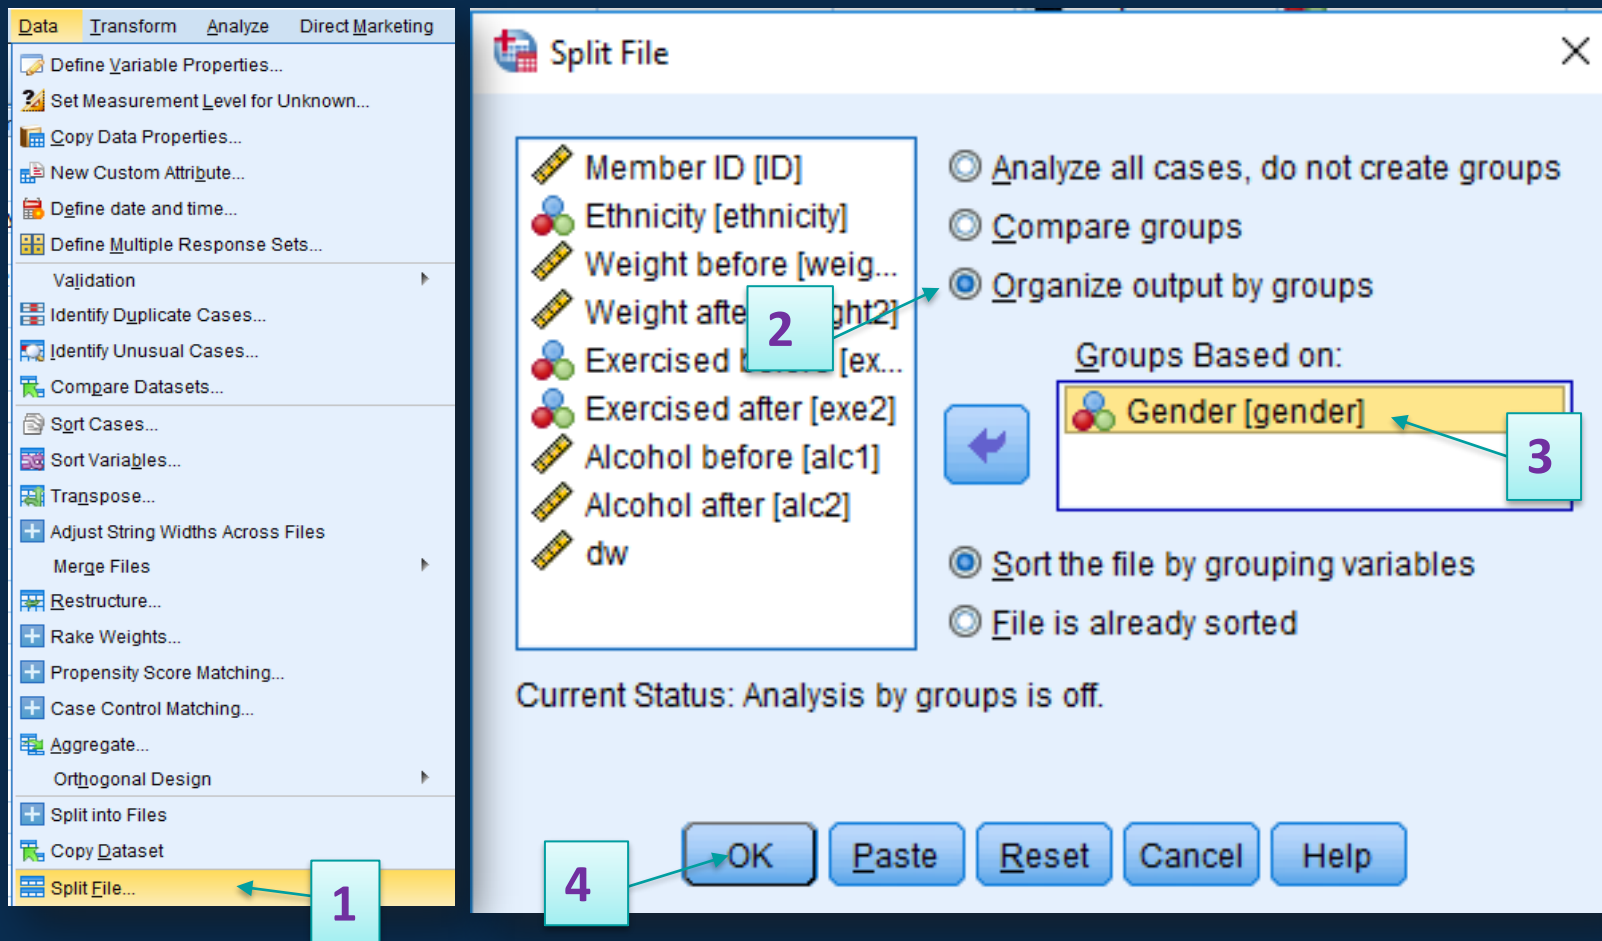 Data Transform Analyze Direct Marketing
Define Variable Properties...
Set Measurement Level for Unknown...
Copy Data Properties...
New Custom Attribute...
Define date and time...
Define Multiple Response Sets...
Validation
Identify Duplicate Cases...
Identify Unusual Cases...
Compare Datasets...
Sort Cases...
Sort Variables...
Transpose...
Adjust String Widths Across Files
Merge Files
Restructure...
Rake Weights...
Propensity Score Matching...
Case Control Matching...
Aggregate...
Orthogonal Design
Split into Files
Copy Dataset
Split File...
1
Split File
Member ID [ID]
Ethnicity [ethnicity]
Weight before [weig...
Weight afte ght2]
Exercised [ex...
Exercised after [exe2]
Alcohol before [alc1]
Alcohol after [alc2]
dw
Analyze all cases, do not create groups
Compare groups
Organize output by groups
2
Groups Based on:
Gender [gender]
3
Sort the file by grouping variables
File is already sorted
Current Status: Analysis by groups is off.
4
OK Paste Reset Cancel Help